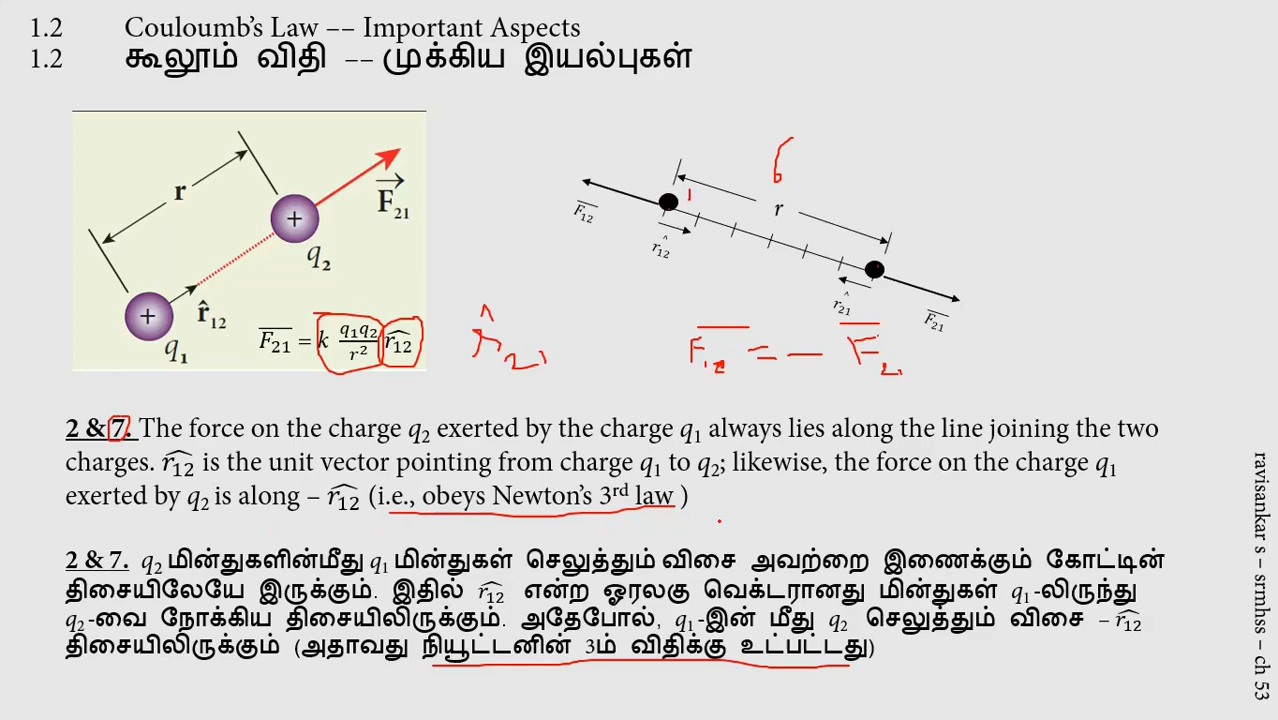 1.2 Couloumb's Law –– Important Aspects
1.2 கூலூம் விதி –– முக்கிய இயல்புகள்
r
F₂₁
q₂
r̂₁₂
q₁
F₂₁ = k q₁q₂/r² r̂₁₂
r̂₂₁
6
1
r
F₁₂
r̂₁₂
r̂₂₁
F₂₁
F₁₂ = – F₂₁
2 & 7. The force on the charge q₂ exerted by the charge q₁ always lies along the line joining the two
charges. r̂₁₂ is the unit vector pointing from charge q₁ to q₂; likewise, the force on the charge q₁
exerted by q₂ is along – r̂₁₂ (i.e., obeys Newton's 3rd law )
2 & 7. q₂ மின்துகளின்மீது q₁ மின்துகள் செலுத்தும் விசை அவற்றை இணைக்கும் கோட்டின்
திசையிலேயே இருக்கும். இதில் r̂₁₂ என்ற ஓரலகு வெக்டரானது மின்துகள் q₁-லிருந்து
q₂-வை நோக்கிய திசையிலிருக்கும். அதேபோல், q₁-இன் மீது q₂ செலுத்தும் விசை – r̂₁₂
திசையிலிருக்கும் (அதாவது நியூட்டனின் 3ம் விதிக்கு உட்பட்டது)
ravisankar s – srmhss – ch 53